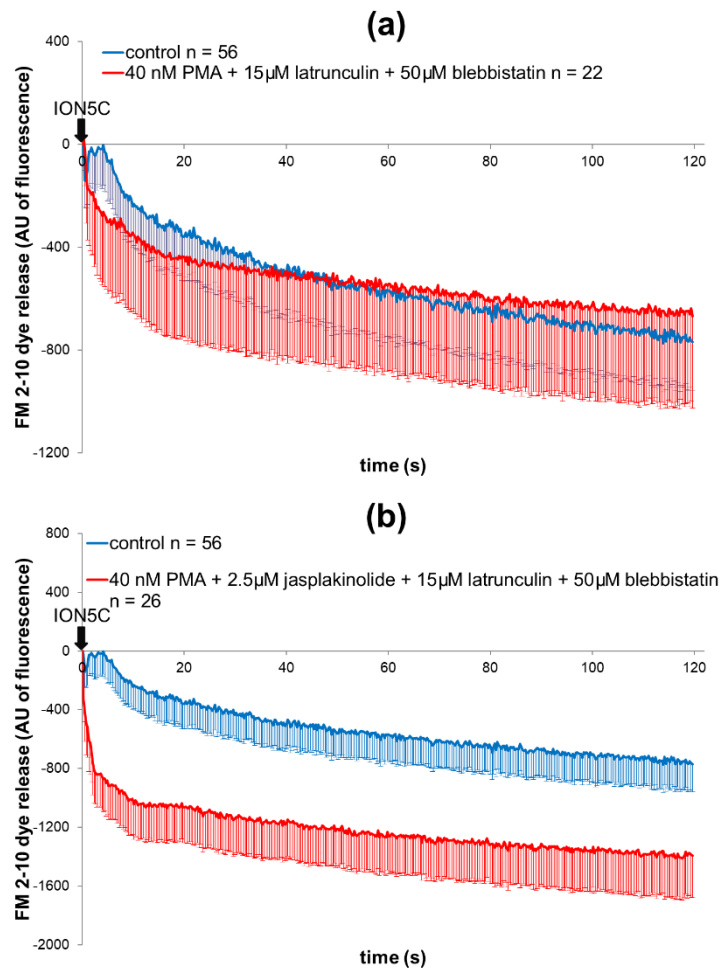 (a)
400
control n = 56
40 nM PMA + 15µM latrunculin + 50µM blebbistatin n = 22
ION5C
0
0 20 40 60 80 100 120
-400
-800
-1200
FM 2-10 dye release (AU of fluorescence)
time (s)
(b)
800
control n = 56
400
40 nM PMA + 2.5µM jasplakinolide + 15µM latrunculin + 50µM blebbistatin
n = 26
ION5C
0
0 20 40 60 80 100 120
-400
-800
-1200
-1600
-2000
FM 2-10 dye release (AU of fluorescence)
time (s)